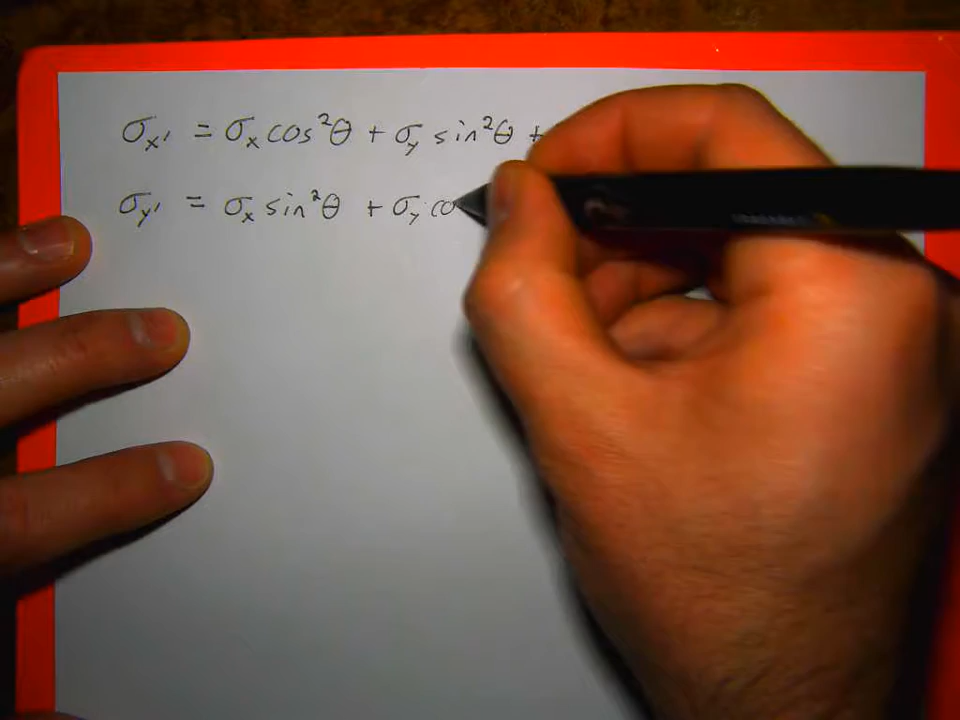 σx' = σx cos²θ + σy sin²θ +
σy' = σx sin²θ + σy co